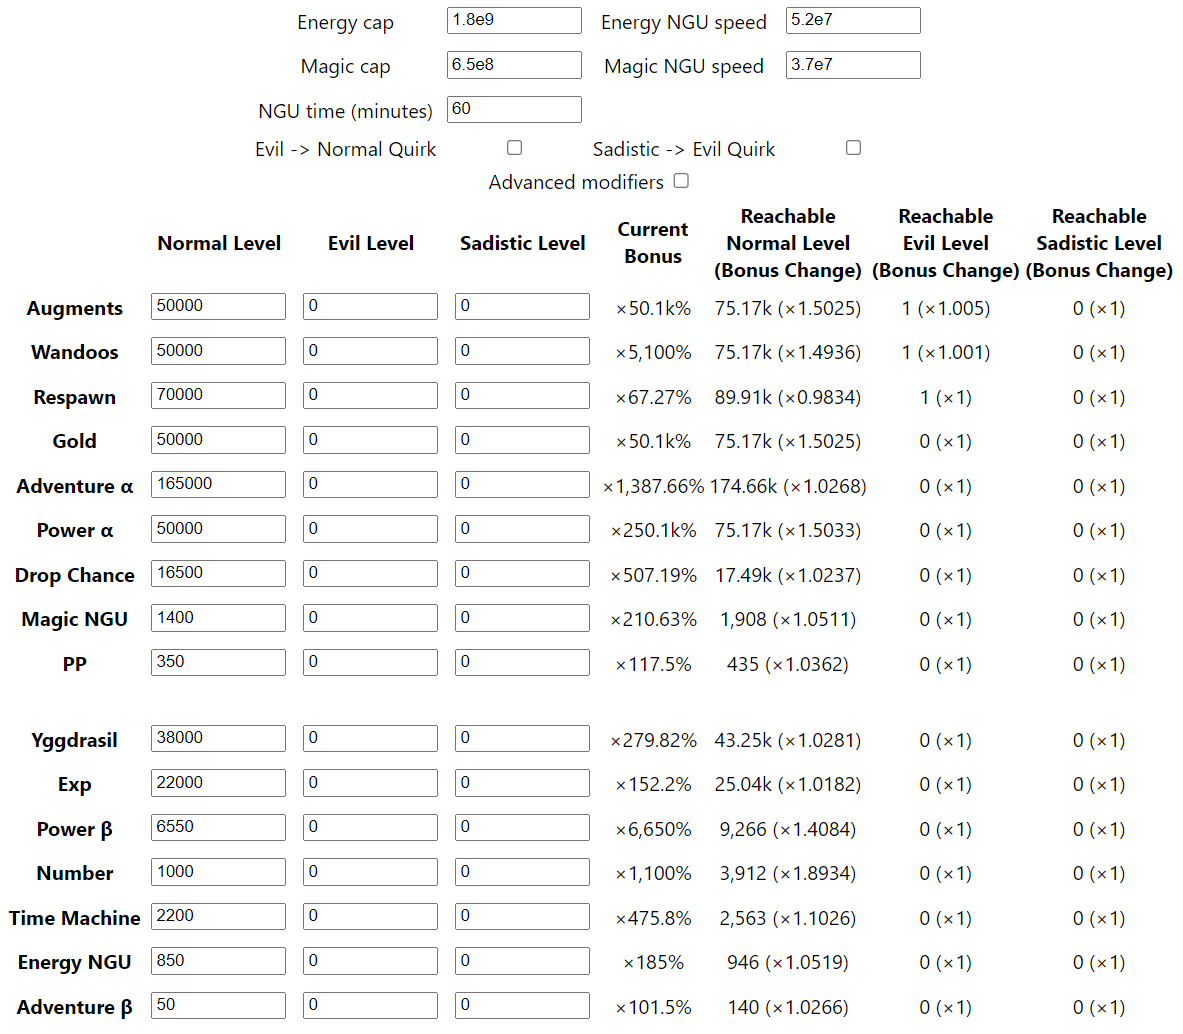 Energy cap 1.8e9 Energy NGU speed 5.2e7
Magic cap 6.5e8 Magic NGU speed 3.7e7
NGU time (minutes) 60
Evil -> Normal Quirk Sadistic -> Evil Quirk
Advanced modifiers
Normal Level Evil Level Sadistic Level Current Bonus Reachable Normal Level (Bonus Change) Reachable Evil Level (Bonus Change) Reachable Sadistic Level (Bonus Change)
Augments 50000 0 0 ×50.1k% 75.17k (×1.5025) 1 (×1.005) 0 (×1)
Wandoos 50000 0 0 ×5,100% 75.17k (×1.4936) 1 (×1.001) 0 (×1)
Respawn 70000 0 0 ×67.27% 89.91k (×0.9834) 1 (×1) 0 (×1)
Gold 50000 0 0 ×50.1k% 75.17k (×1.5025) 0 (×1) 0 (×1)
Adventure α 165000 0 0 ×1,387.66% 174.66k (×1.0268) 0 (×1) 0 (×1)
Power α 50000 0 0 ×250.1k% 75.17k (×1.5033) 0 (×1) 0 (×1)
Drop Chance 16500 0 0 ×507.19% 17.49k (×1.0237) 0 (×1) 0 (×1)
Magic NGU 1400 0 0 ×210.63% 1,908 (×1.0511) 0 (×1) 0 (×1)
PP 350 0 0 ×117.5% 435 (×1.0362) 0 (×1) 0 (×1)
Yggdrasil 38000 0 0 ×279.82% 43.25k (×1.0281) 0 (×1) 0 (×1)
Exp 22000 0 0 ×152.2% 25.04k (×1.0182) 0 (×1) 0 (×1)
Power β 6550 0 0 ×6,650% 9,266 (×1.4084) 0 (×1) 0 (×1)
Number 1000 0 0 ×1,100% 3,912 (×1.8934) 0 (×1) 0 (×1)
Time Machine 2200 0 0 ×475.8% 2,563 (×1.1026) 0 (×1) 0 (×1)
Energy NGU 850 0 0 ×185% 946 (×1.0519) 0 (×1) 0 (×1)
Adventure β 50 0 0 ×101.5% 140 (×1.0266) 0 (×1) 0 (×1)